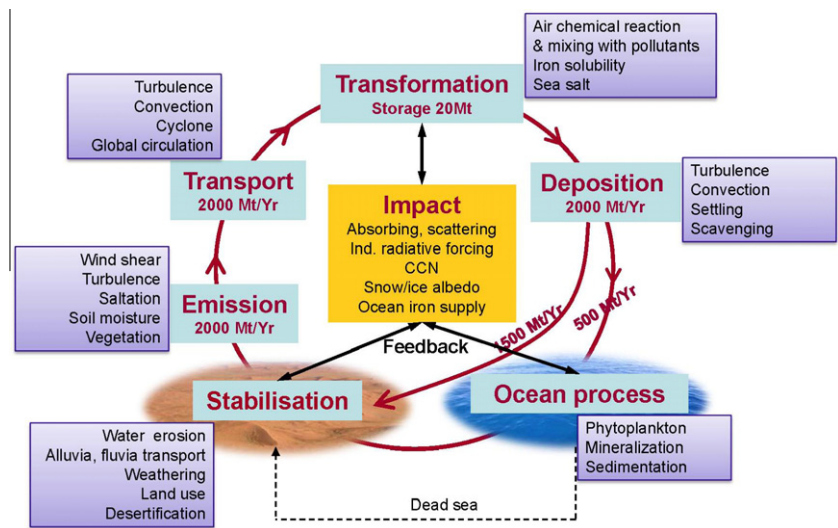 Air chemical reaction
& mixing with pollutants
Iron solubility
Sea salt
Transformation
Storage 20Mt
Turbulence
Convection
Cyclone
Global circulation
Transport
2000 Mt/Yr
Deposition
2000 Mt/Yr
Turbulence
Convection
Settling
Scavenging
Impact
Absorbing, scattering
Ind. radiative forcing
CCN
Snow/ice albedo
Ocean iron supply
Wind shear
Turbulence
Saltation
Soil moisture
Vegetation
Emission
2000 Mt/Yr
1500 Mt/Yr
500 Mt/Yr
Feedback
Stabilisation
Ocean process
Water erosion
Alluvia, fluvia transport
Weathering
Land use
Desertification
Phytoplankton
Mineralization
Sedimentation
Dead sea